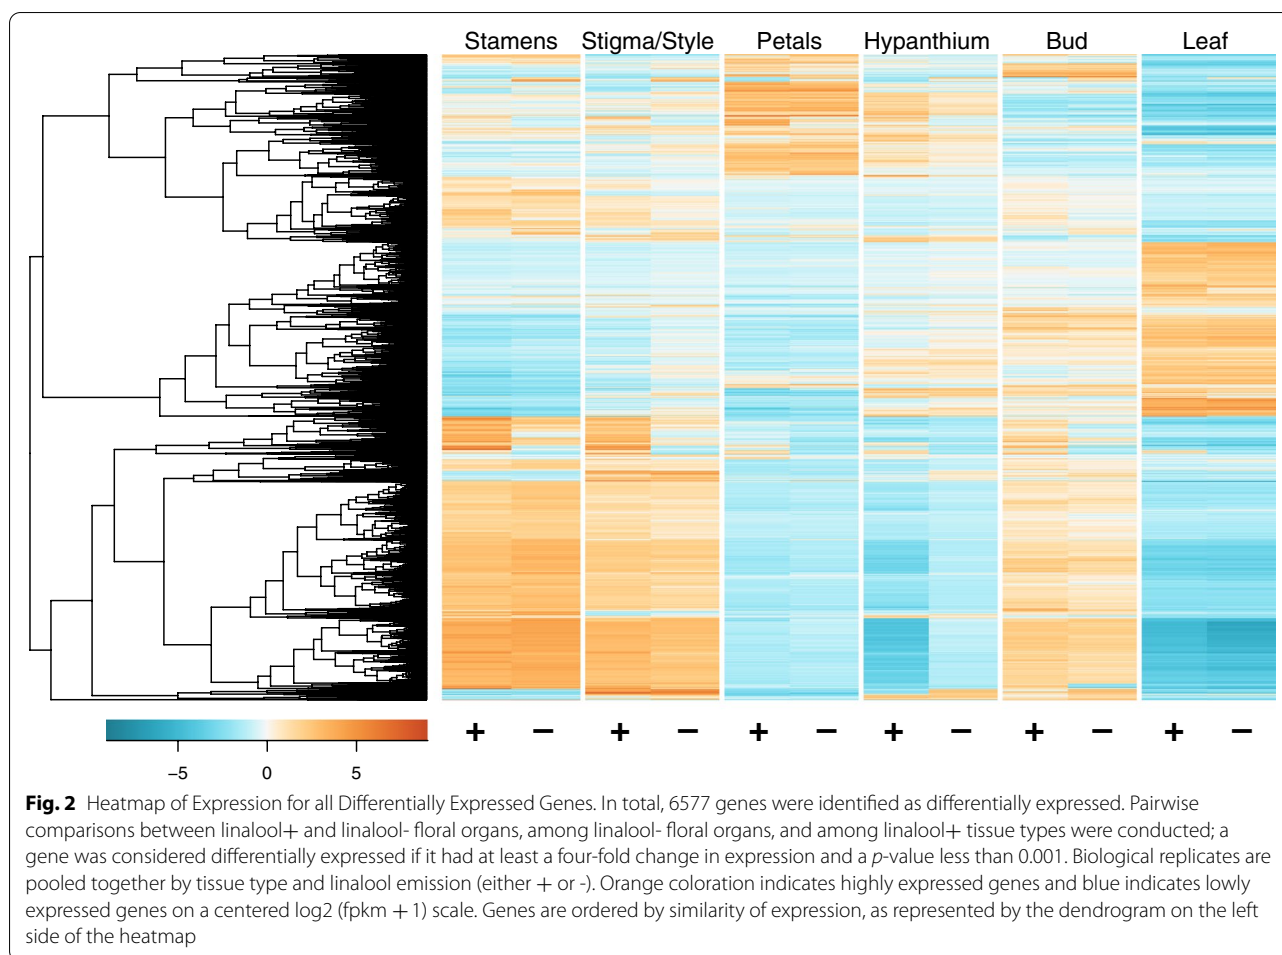 Stamens Stigma/Style Petals Hypanthium Bud Leaf
+ − + − + − + − + − + −
−5 0 5
Fig. 2 Heatmap of Expression for all Differentially Expressed Genes. In total, 6577 genes were identified as differentially expressed. Pairwise
comparisons between linalool+ and linalool- floral organs, among linalool- floral organs, and among linalool+ tissue types were conducted; a
gene was considered differentially expressed if it had at least a four-fold change in expression and a p-value less than 0.001. Biological replicates are
pooled together by tissue type and linalool emission (either + or -). Orange coloration indicates highly expressed genes and blue indicates lowly
expressed genes on a centered log2 (fpkm + 1) scale. Genes are ordered by similarity of expression, as represented by the dendrogram on the left
side of the heatmap